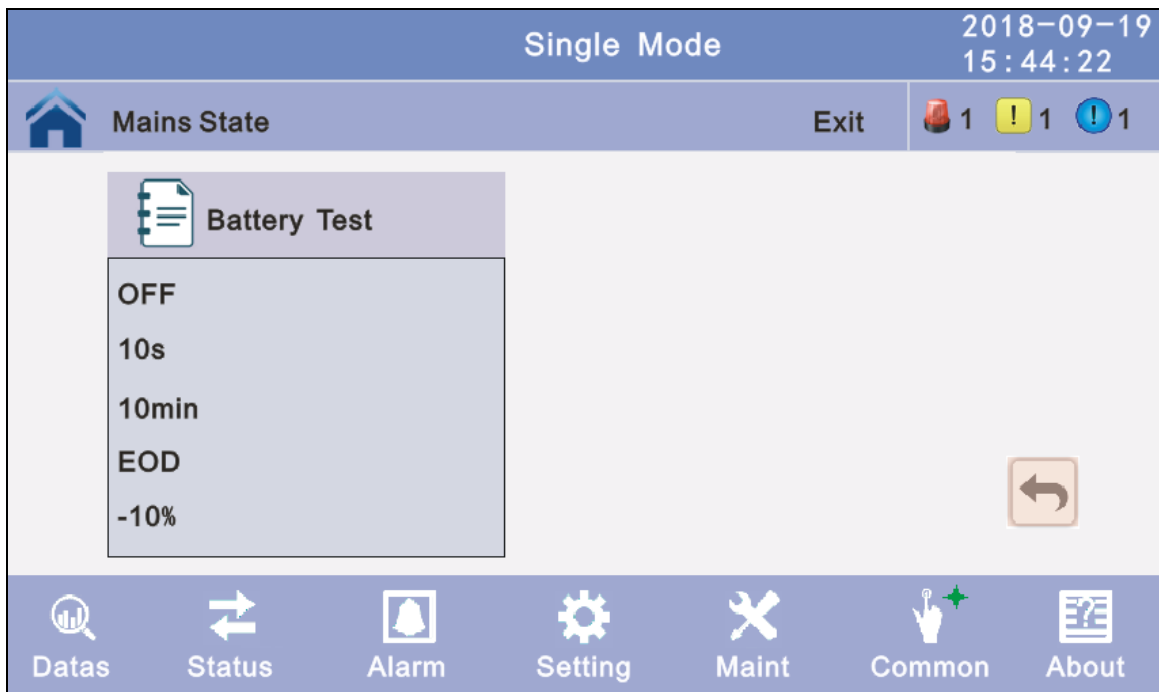 Single Mode
2018-09-19
15:44:22
Mains State
Exit
1
! 1
! 1
Battery Test
OFF
10s
10min
EOD
-10%
Datas
Status
Alarm
Setting
Maint
Common
? About